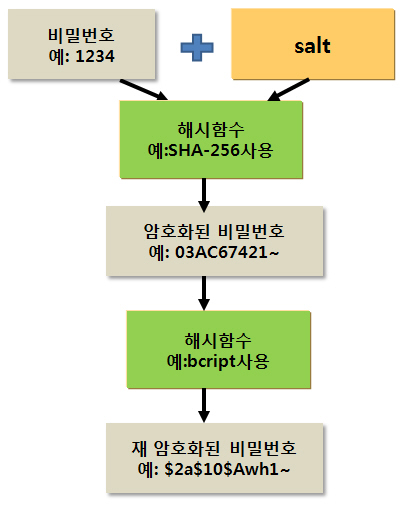 비밀번호
예: 1234
salt
해시함수
예:SHA-256사용
암호화된 비밀번호
예: 03AC67421~
해시함수
예:bcript사용
재 암호화된 비밀번호
예: $2a$10$Awh1~